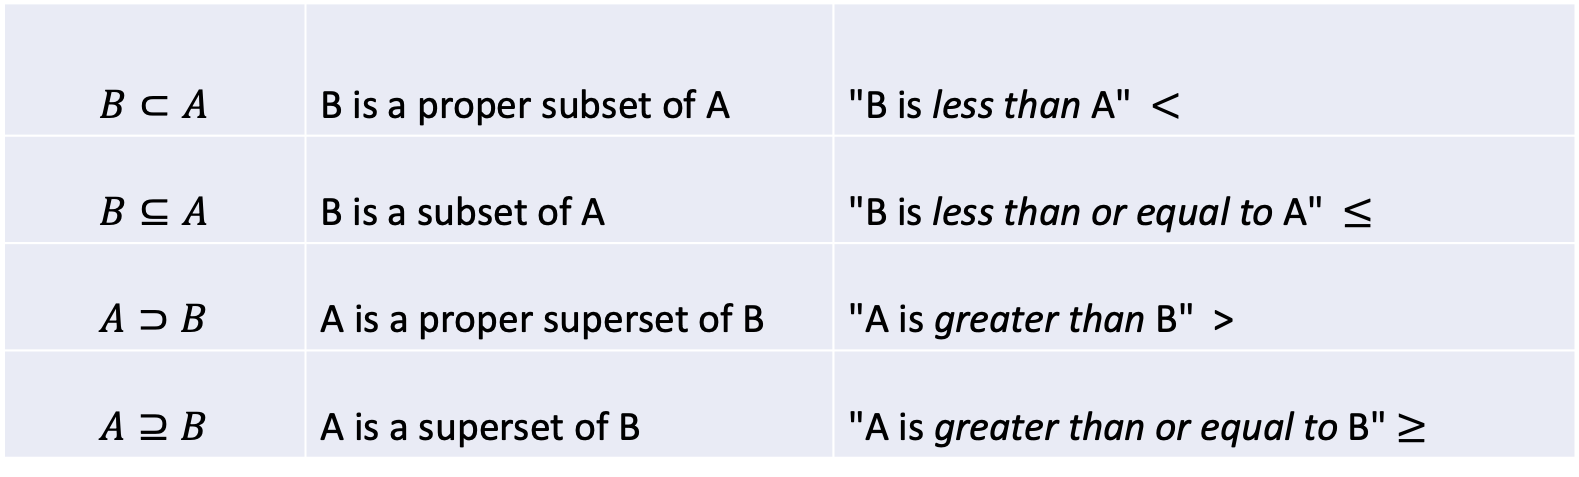 B ⊂ A B is a proper subset of A "B is less than A" <
B ⊆ A B is a subset of A "B is less than or equal to A" ≤
A ⊃ B A is a proper superset of B "A is greater than B" >
A ⊇ B A is a superset of B "A is greater than or equal to B" ≥